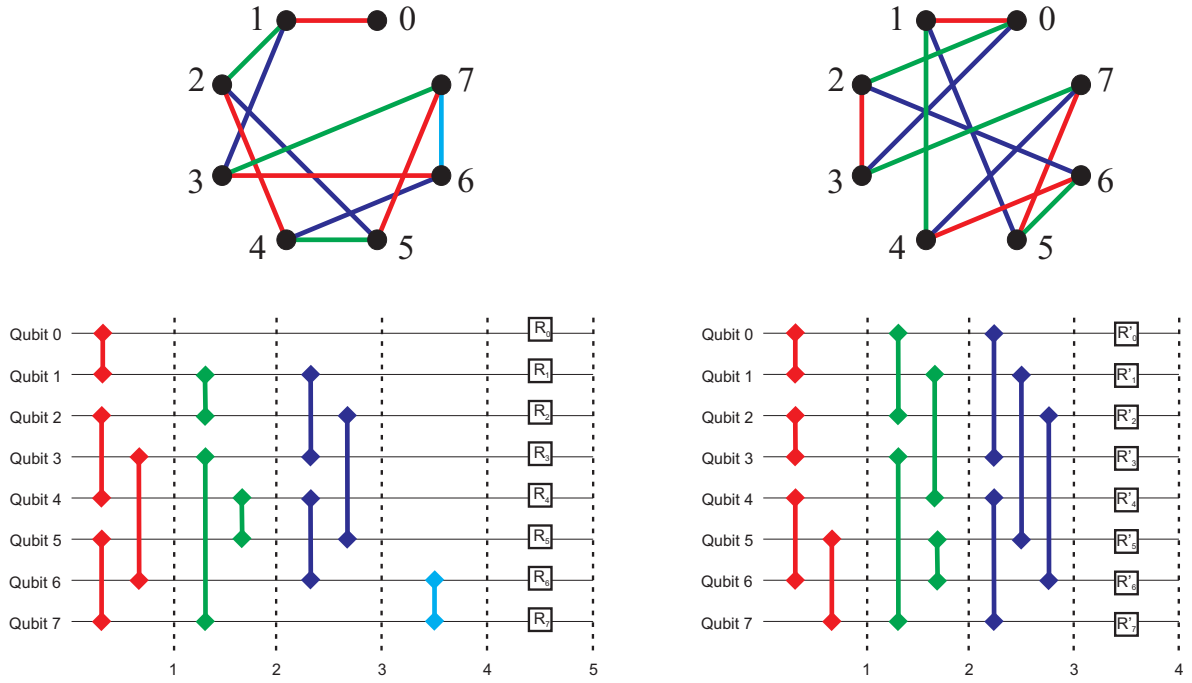 1 0
2 7
3 6
4 5
1 0
2 7
3 6
4 5
Qubit 0 R₀
Qubit 1 R₁
Qubit 2 R₂
Qubit 3 R₃
Qubit 4 R₄
Qubit 5 R₅
Qubit 6 R₆
Qubit 7 R₇
1 2 3 4 5
Qubit 0 R'₀
Qubit 1 R'₁
Qubit 2 R'₂
Qubit 3 R'₃
Qubit 4 R'₄
Qubit 5 R'₅
Qubit 6 R'₆
Qubit 7 R'₇
1 2 3 4